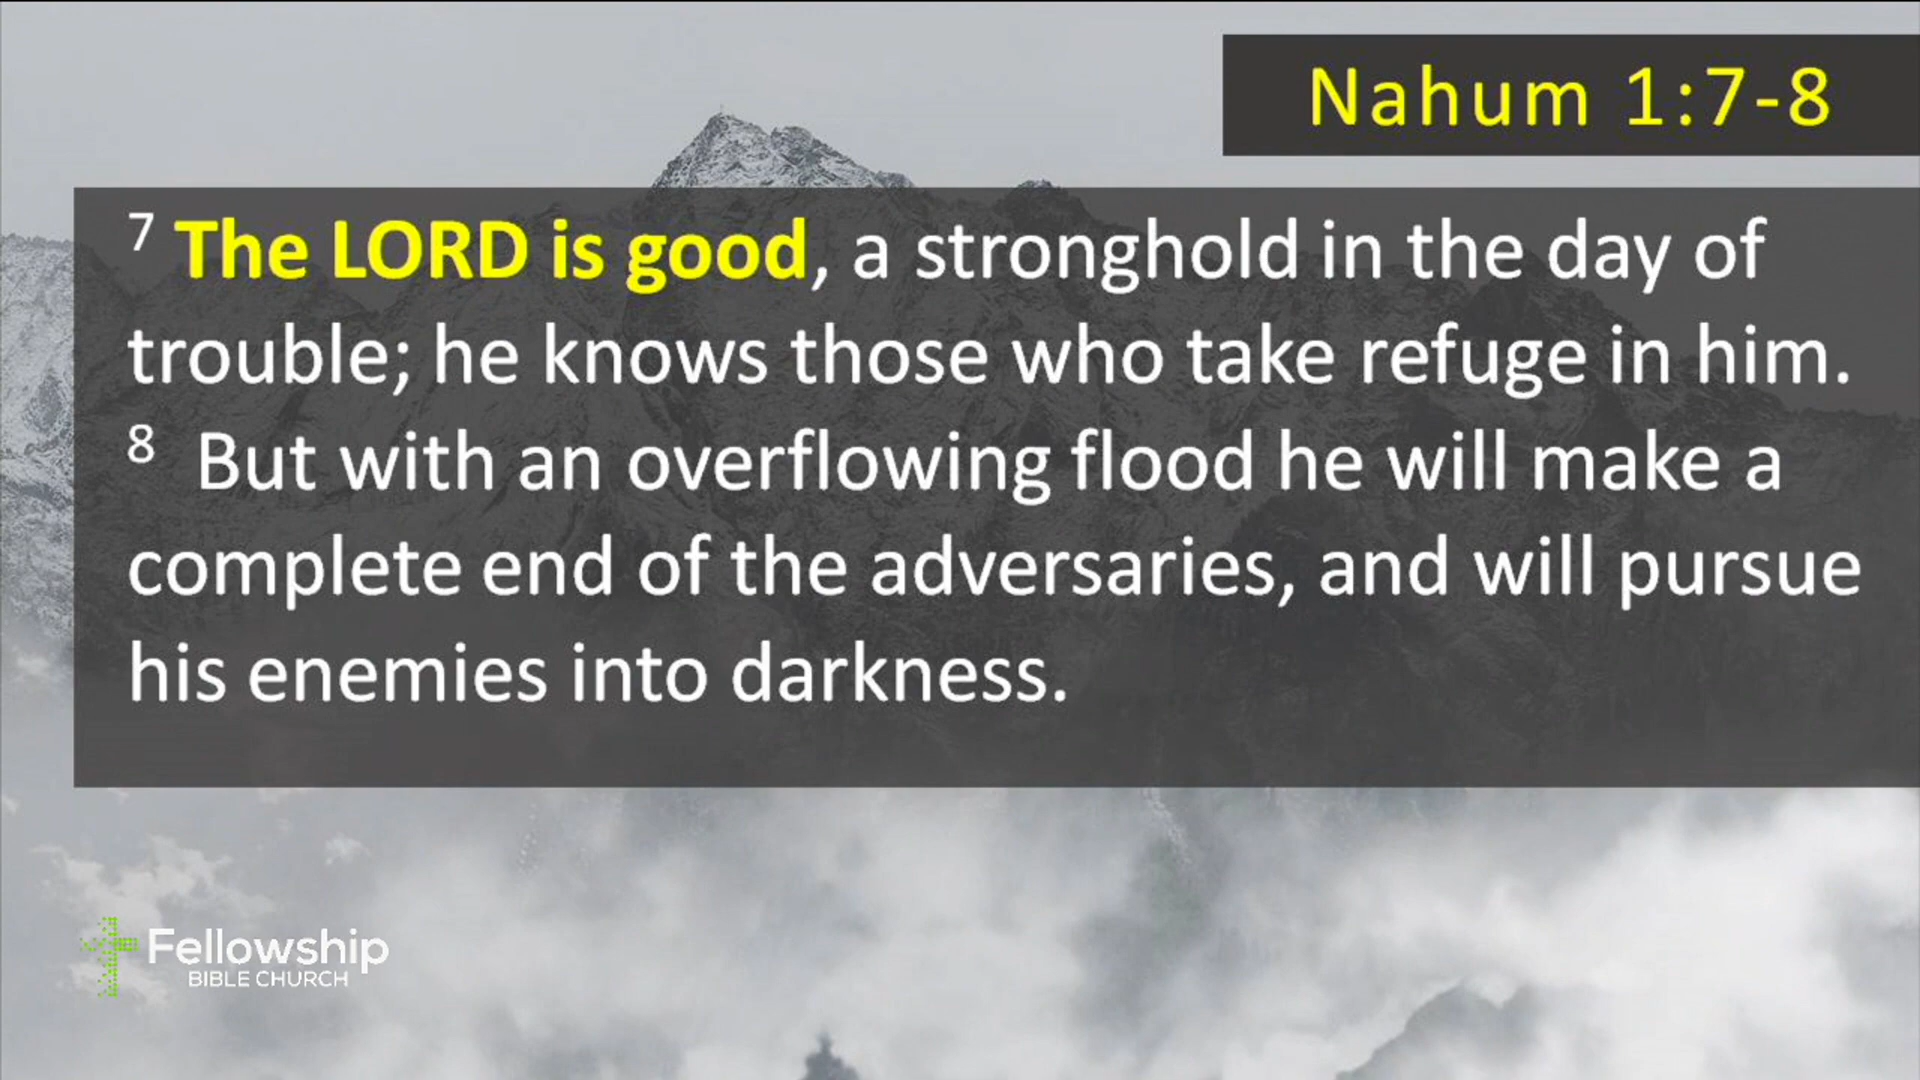 Nahum 1:7-8
7 The LORD is good, a stronghold in the day of
trouble; he knows those who take refuge in him.
8 But with an overflowing flood he will make a
complete end of the adversaries, and will pursue
his enemies into darkness.
Fellowship
BIBLE CHURCH